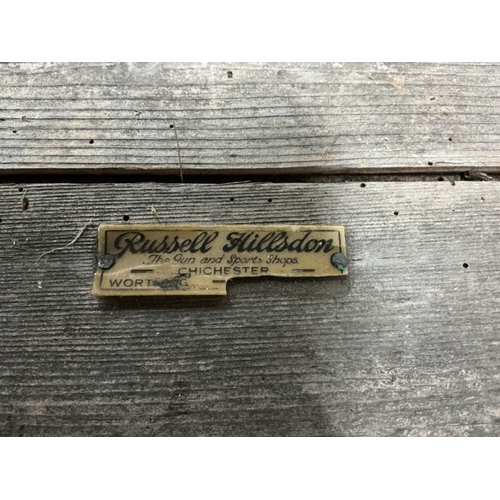 Russell Hillsdon
The Gun and Sports Shops
CHICHESTER